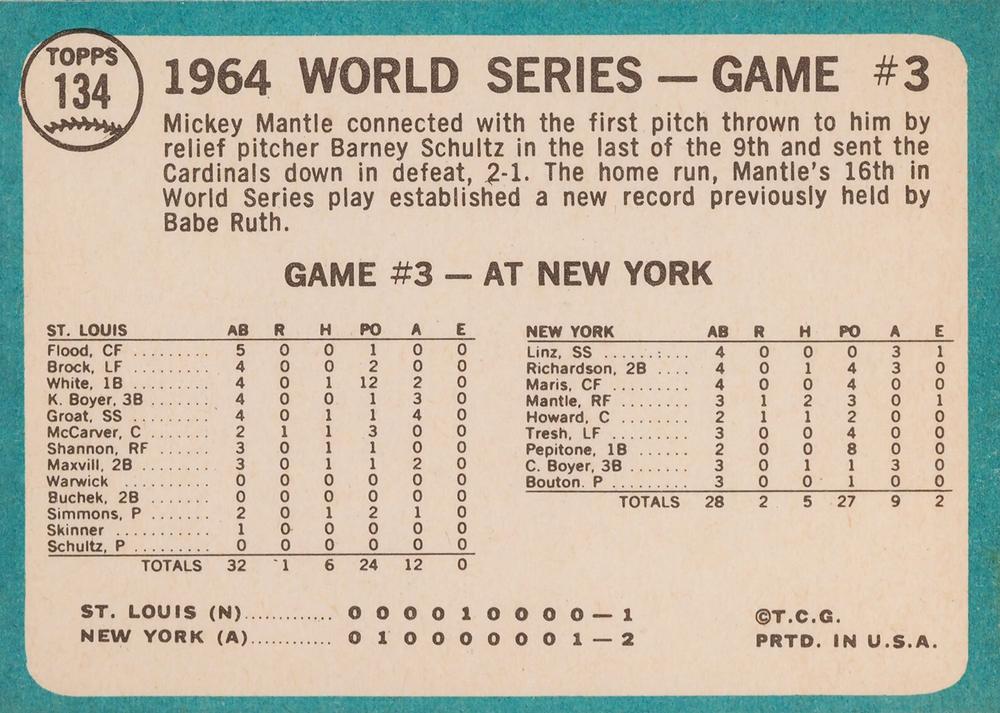 TOPPS
134
1964 WORLD SERIES — GAME #3
Mickey Mantle connected with the first pitch thrown to him by
relief pitcher Barney Schultz in the last of the 9th and sent the
Cardinals down in defeat, 2-1. The home run, Mantle's 16th in
World Series play established a new record previously held by
Babe Ruth.
GAME #3 — AT NEW YORK
ST. LOUIS AB R H PO A E
Flood, CF ......... 5 0 0 1 0 0
Brock, LF ......... 4 0 0 2 0 0
White, 1B ......... 4 0 1 12 2 0
K. Boyer, 3B ........ 4 0 0 1 3 0
Groat, SS ......... 4 0 1 1 4 0
McCarver, C ....... 2 1 1 3 0 0
Shannon, RF ....... 3 0 1 1 0 0
Maxvill, 2B ......... 3 0 1 1 2 0
Warwick ......... 0 0 0 0 0 0
Buchek, 2B ........ 0 0 0 0 0 0
Simmons, P ....... 2 0 1 2 1 0
Skinner ........... 1 0 0 0 0 0
Schultz, P ......... 0 0 0 0 0 0
TOTALS 32 1 6 24 12 0
NEW YORK AB R H PO A E
Linz, SS .......... 4 0 0 0 3 1
Richardson, 2B .... 4 0 1 4 3 0
Maris, CF ......... 4 0 0 4 0 0
Mantle, RF ........ 3 1 2 3 0 1
Howard, C ........ 2 1 1 2 0 0
Tresh, LF ......... 3 0 0 4 0 0
Pepitone, 1B ....... 2 0 0 8 0 0
C. Boyer, 3B ....... 3 0 1 1 3 0
Bouton. P ......... 3 0 0 1 0 0
TOTALS 28 2 5 27 9 2
ST. LOUIS (N)............. 0 0 0 0 1 0 0 0 0 — 1
NEW YORK (A)............ 0 1 0 0 0 0 0 0 1 — 2
©T.C.G.
PRTD. IN U.S.A.